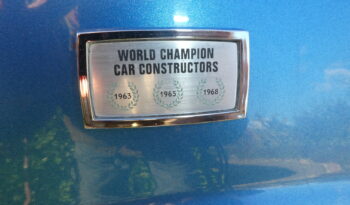 WORLD CHAMPION
CAR CONSTRUCTORS
1963 1965 1968